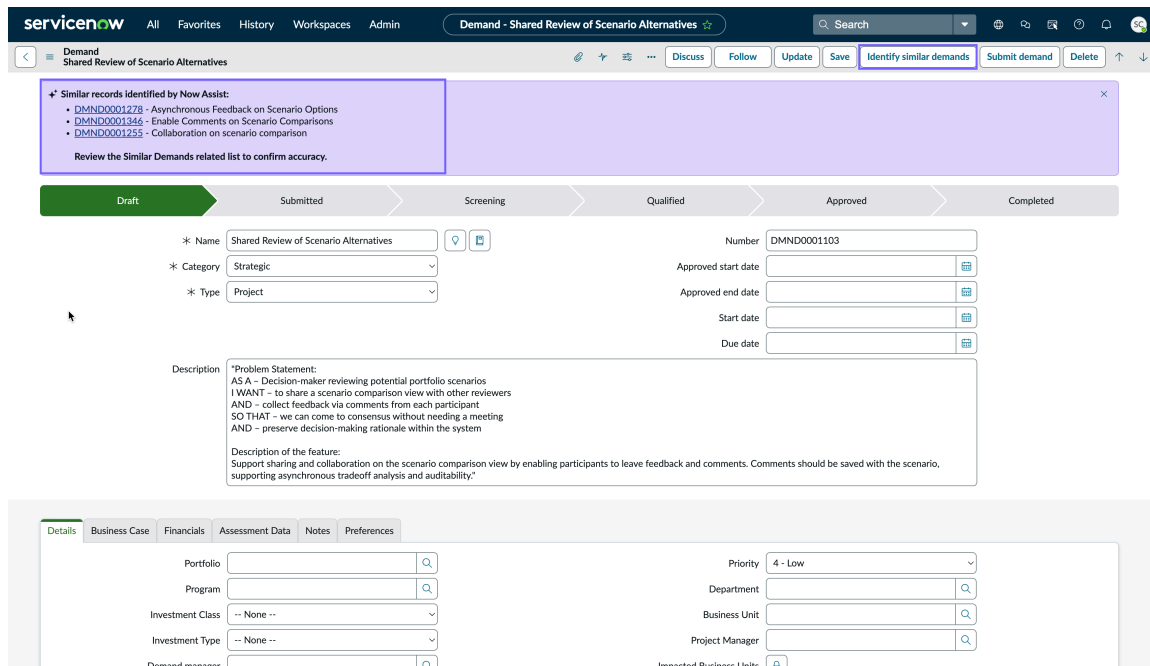 servicenow All Favorites History Workspaces Admin Demand - Shared Review of Scenario Alternatives Search SC
Demand
Shared Review of Scenario Alternatives
Discuss Follow Update Save Identify similar demands Submit demand Delete
Similar records identified by Now Assist:
• DMND0001278 - Asynchronous Feedback on Scenario Options
• DMND0001346 - Enable Comments on Scenario Comparisons
• DMND0001255 - Collaboration on scenario comparison
Review the Similar Demands related list to confirm accuracy.
Draft Submitted Screening Qualified Approved Completed
Name Shared Review of Scenario Alternatives Number DMND0001103
Category Strategic Approved start date
Type Project Approved end date
Start date
Due date
Description "Problem Statement:
AS A – Decision-maker reviewing potential portfolio scenarios
I WANT – to share a scenario comparison view with other reviewers
AND – collect feedback via comments from each participant
SO THAT – we can come to consensus without needing a meeting
AND – preserve decision-making rationale within the system
Description of the feature:
Support sharing and collaboration on the scenario comparison view by enabling participants to leave feedback and comments. Comments should be saved with the scenario,
supporting asynchronous tradeoff analysis and auditability."
Details Business Case Financials Assessment Data Notes Preferences
Portfolio Priority 4 - Low
Program Department
Investment Class -- None -- Business Unit
Investment Type -- None -- Project Manager
Demand manager Impacted Business Units